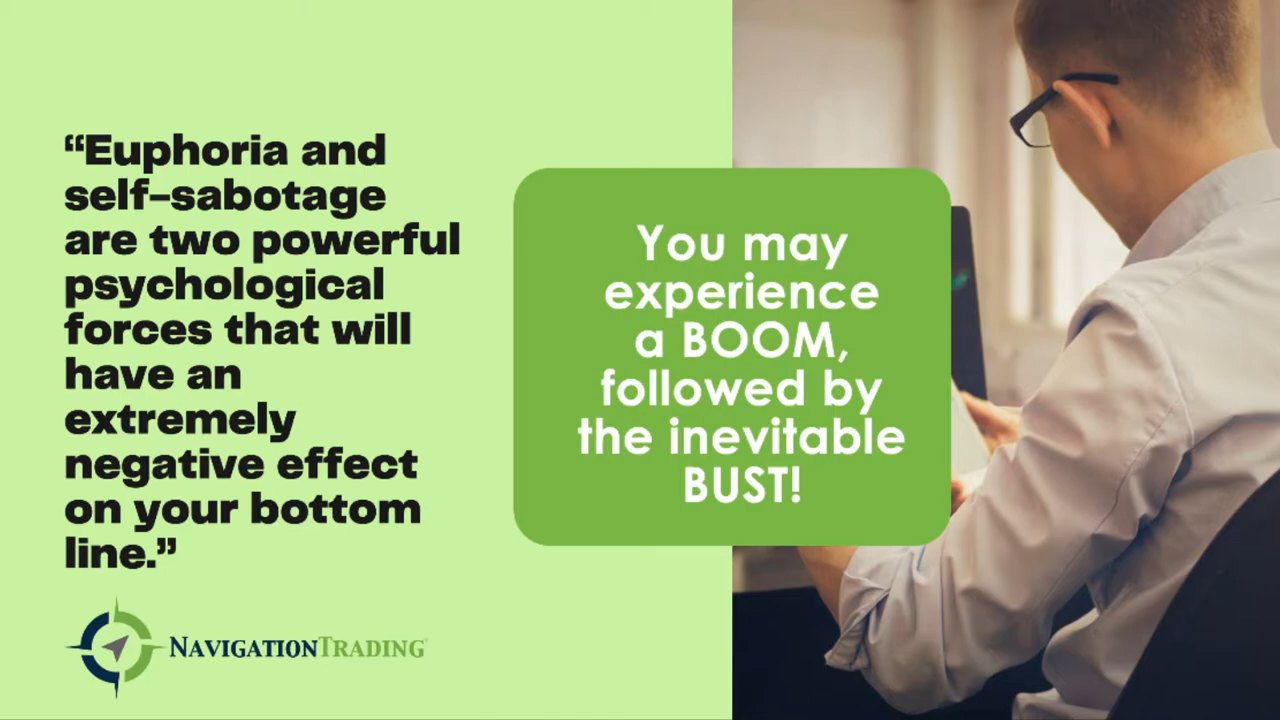 “Euphoria and
self-sabotage
are two powerful
psychological
forces that will
have an
extremely
negative effect
on your bottom
line.”
You may
experience
a BOOM,
followed by
the inevitable
BUST!
NAVIGATIONTRADING